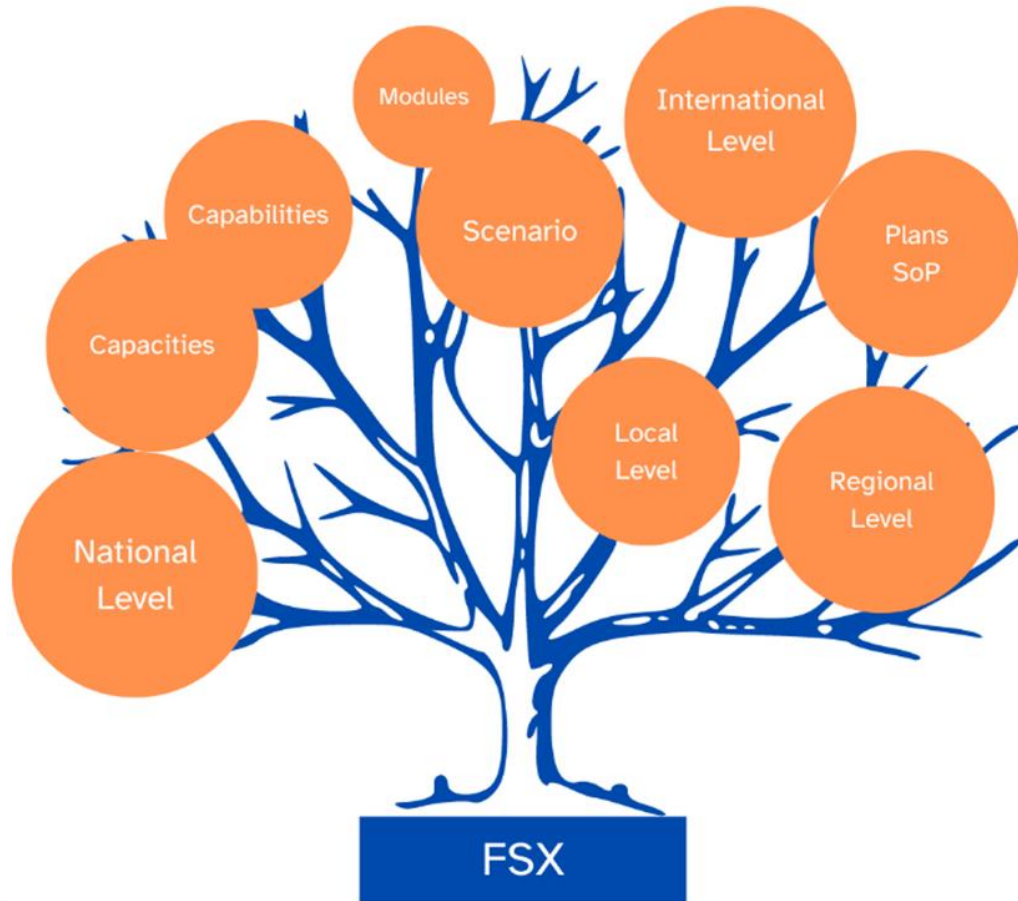 Modules
International
Level
Capabilities
Scenario
Plans
SoP
Capacities
Local
Level
Regional
Level
National
Level
FSX